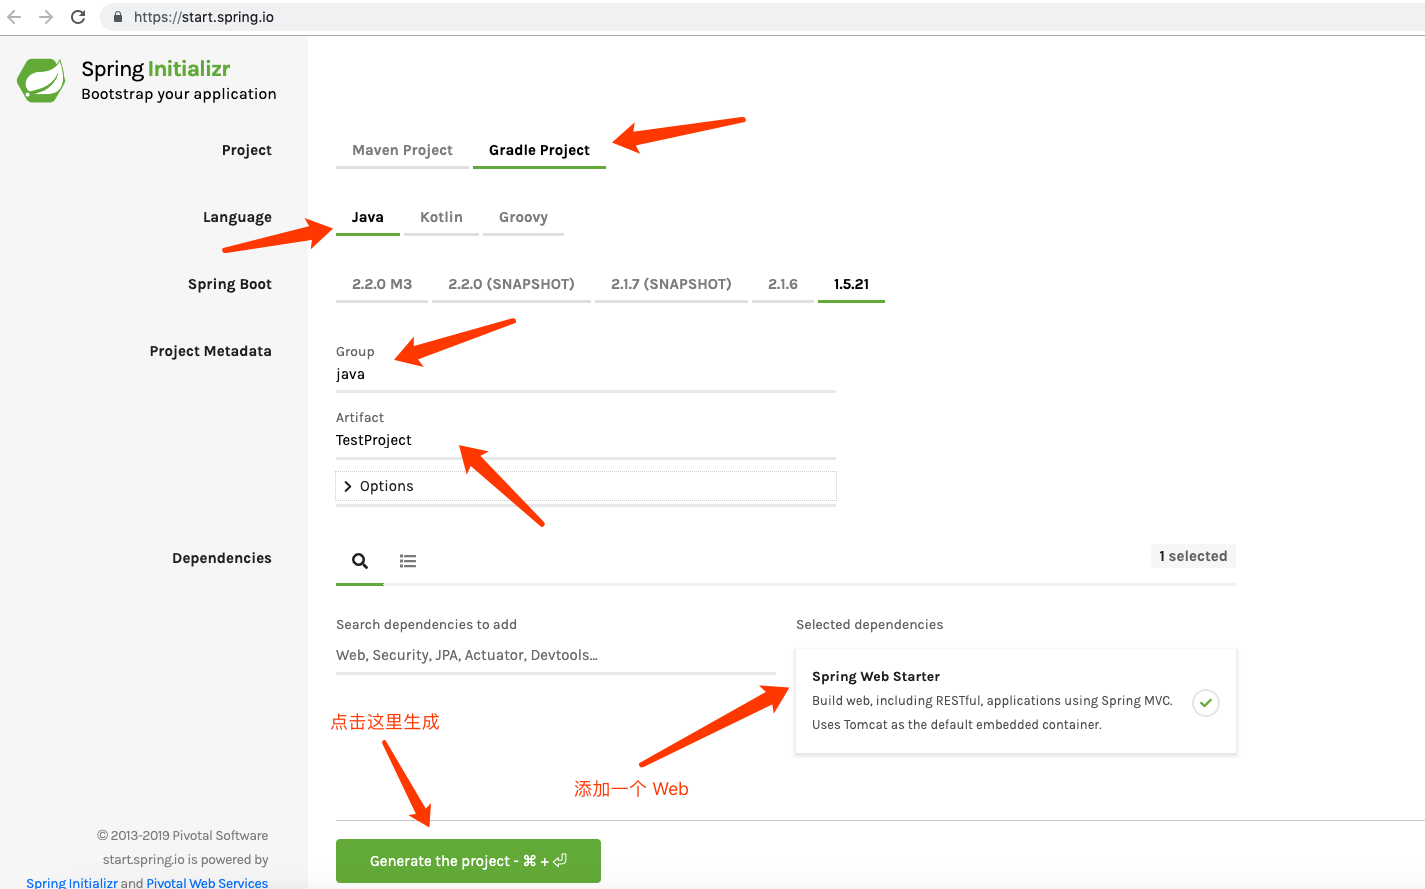 https://start.spring.io
Spring Initializr
Bootstrap your application
Project
Maven Project
Gradle Project
Language
Java
Kotlin
Groovy
Spring Boot
2.2.0 M3
2.2.0 (SNAPSHOT)
2.1.7 (SNAPSHOT)
2.1.6
1.5.21
Project Metadata
Group
java
Artifact
TestProject
Options
Dependencies
1 selected
Search dependencies to add
Web, Security, JPA, Actuator, Devtools...
Selected dependencies
Spring Web Starter
Build web, including RESTful, applications using Spring MVC.
Uses Tomcat as the default embedded container.
点击这里生成
添加一个 Web
Generate the project - ⌘ + ⏎
© 2013-2019 Pivotal Software
start.spring.io is powered by
Spring Initializr and Pivotal Web Services